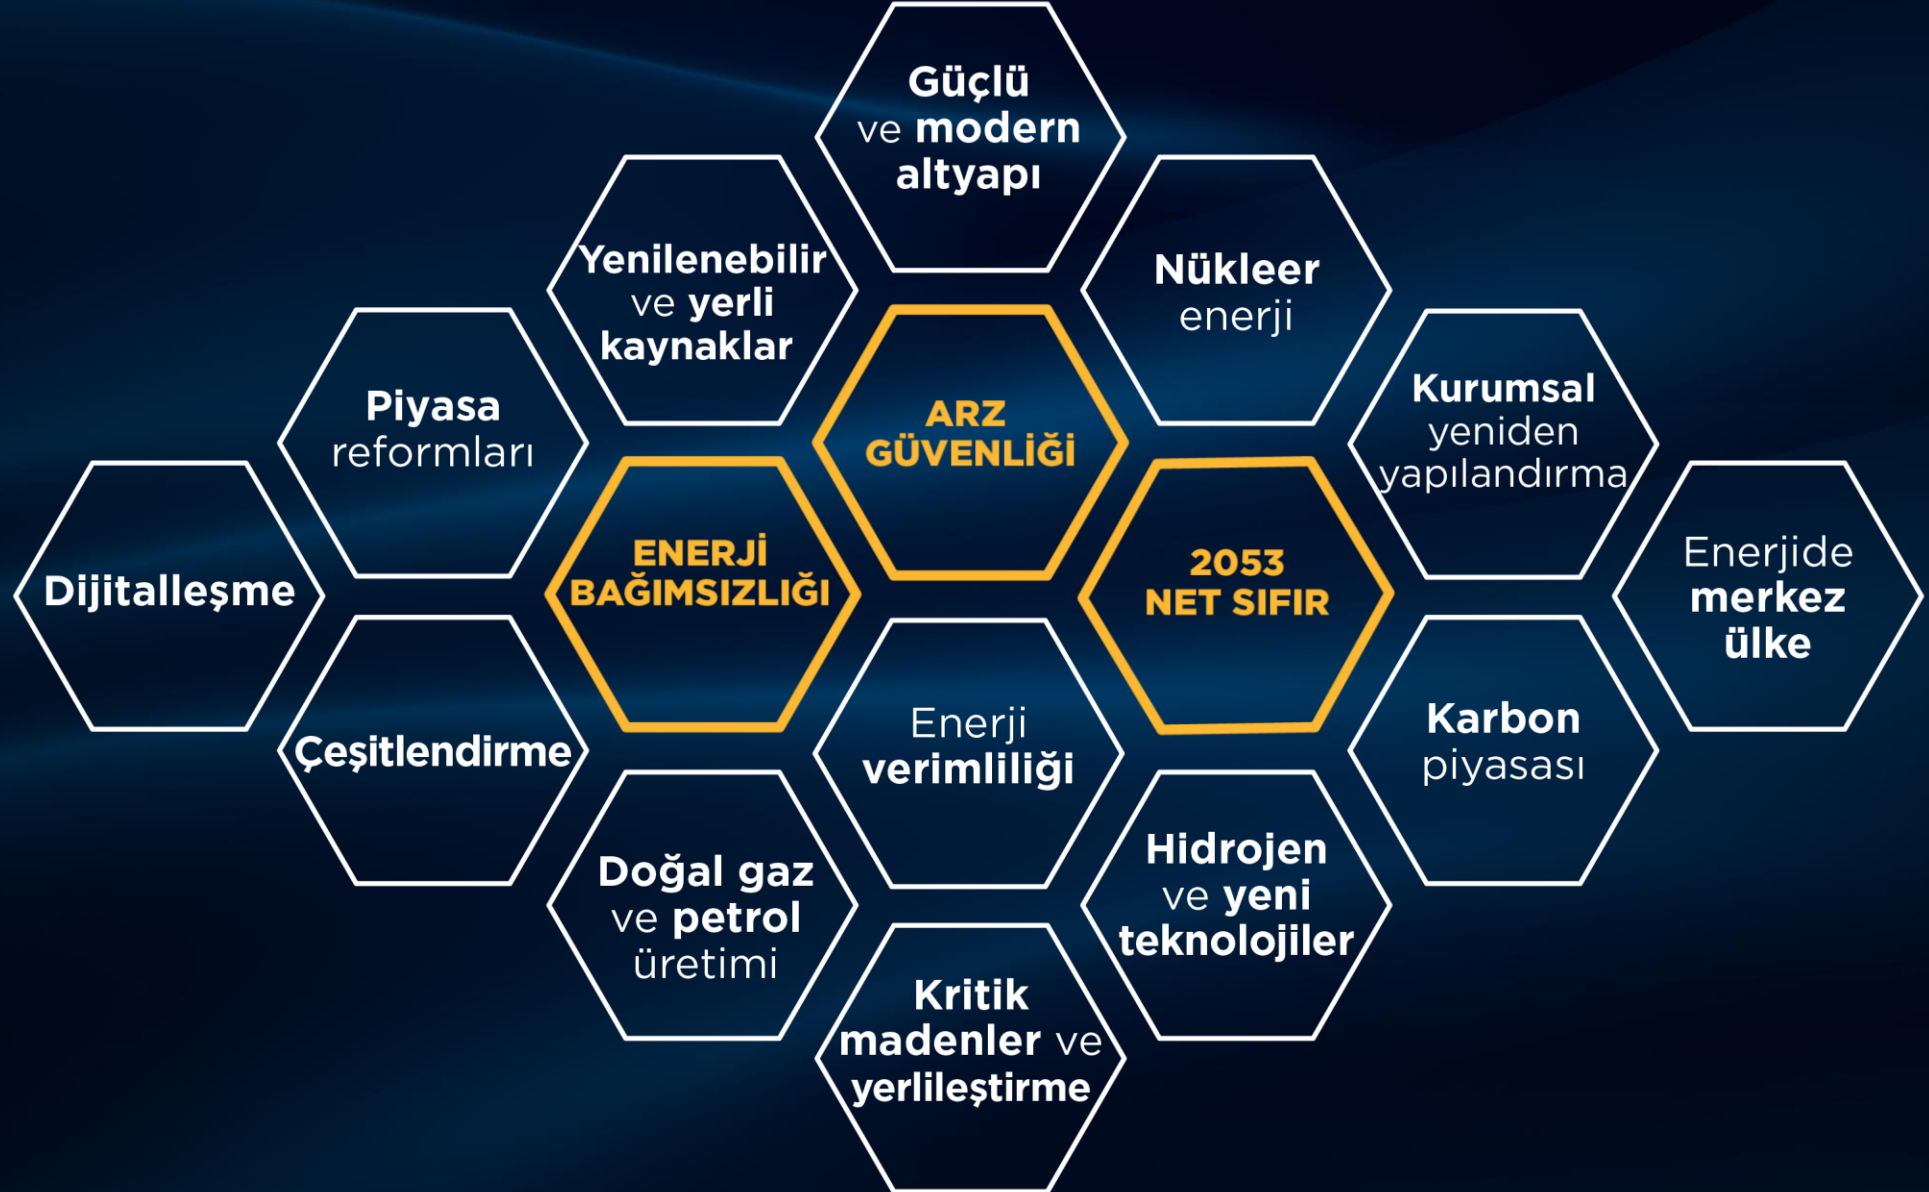 Güçlü
ve modern
altyapı
Yenilenebilir
ve yerli
kaynaklar
Nükleer
enerji
Piyasa
reformları
ARZ
GÜVENLİĞİ
Kurumsal
yeniden
yapılandırma
Dijitalleşme
ENERJİ
BAĞIMSIZLIĞI
2053
NET SIFIR
Enerjide
merkez
ülke
Çeşitlendirme
Enerji
verimliliği
Karbon
piyasası
Doğal gaz
ve petrol
üretimi
Hidrojen
ve yeni
teknolojiler
Kritik
madenler ve
yerlileştirme